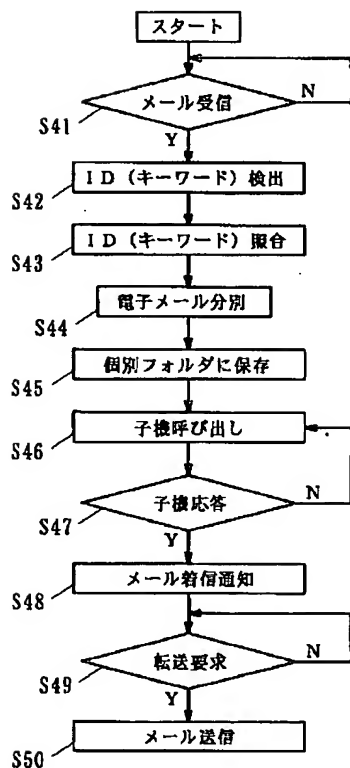 スタート
メール受信
N
S41
Y
ID(キーワード)検出
S42
ID(キーワード)照合
S43
電子メール分別
S44
個別フォルダに保存
S45
子機呼び出し
S46
子機応答
N
S47
Y
メール着信通知
S48
転送要求
N
S49
Y
メール送信
S50